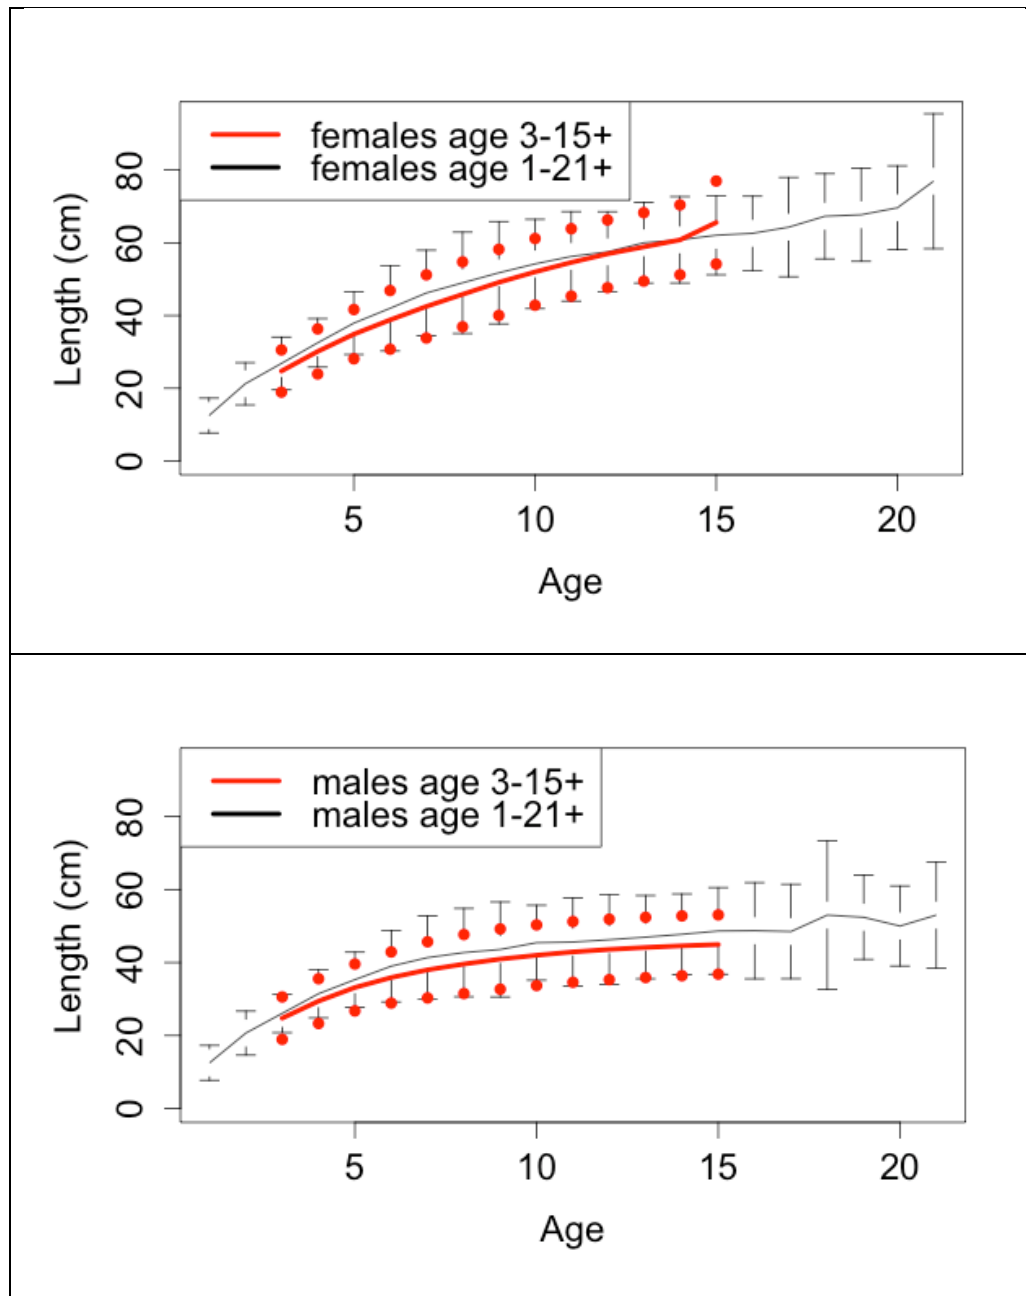 females age 3-15+
females age 1-21+
80
60
40
20
0
Length (cm)
5 10 15 20
Age
males age 3-15+
males age 1-21+
80
60
40
20
0
Length (cm)
5 10 15 20
Age